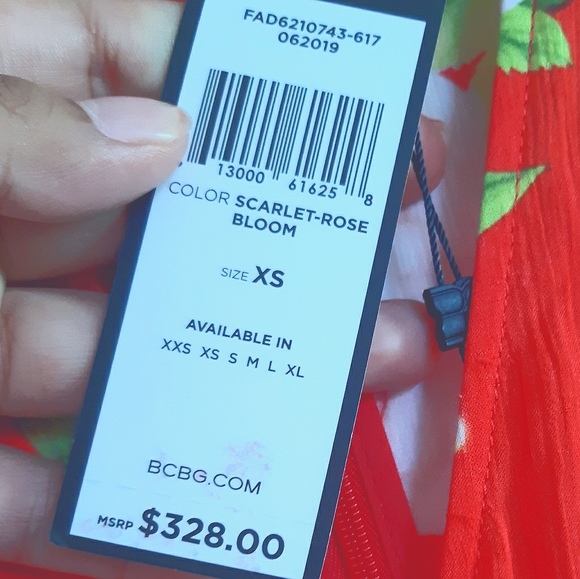 FAD6210743-617
062019
13000 61625 8
COLOR SCARLET-ROSE
BLOOM
SIZE XS
AVAILABLE IN
XXS XS S M L XL
BCBG.COM
MSRP $328.00